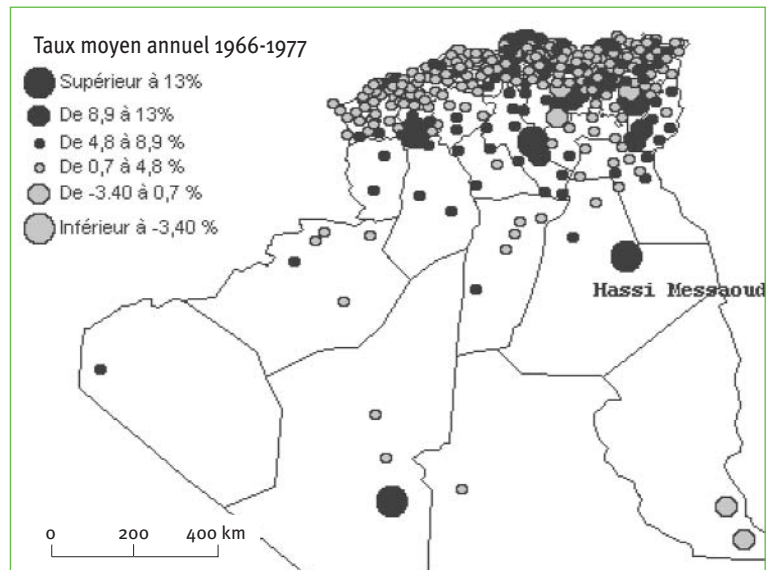 Taux moyen annuel 1966-1977
Supérieur à 13%
De 8,9 à 13%
De 4,8 à 8,9 %
De 0,7 à 4,8 %
De -3.40 à 0,7 %
Inférieur à -3,40 %
Hassi Messaoud
0 200 400 km